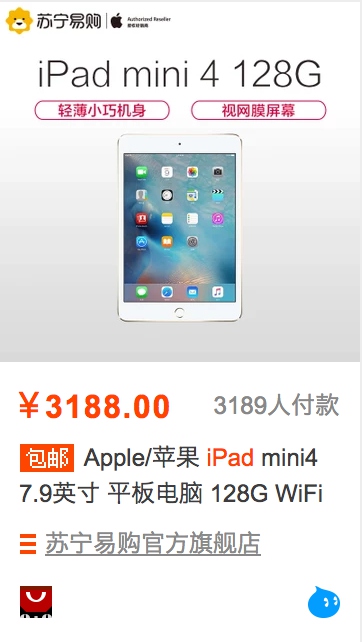 苏宁易购 Authorized Reseller
iPad mini 4 128G
轻薄小巧机身 视网膜屏幕
¥3188.00 3189人付款
包邮 Apple/苹果 iPad mini4
7.9英寸 平板电脑 128G WiFi
苏宁易购官方旗舰店